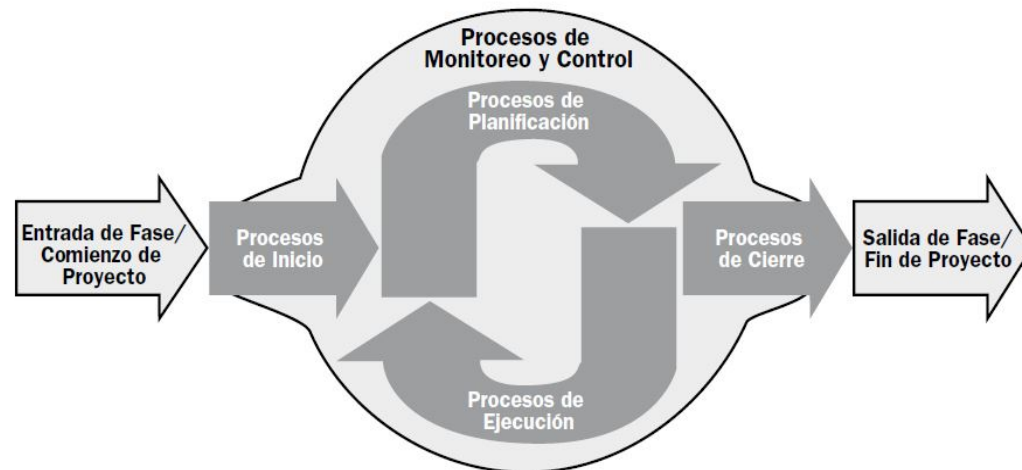 Procesos de
Monitoreo y Control
Procesos de
Planificación
Entrada de Fase/
Comienzo de
Proyecto
Procesos
de Inicio
Procesos
de Cierre
Salida de Fase/
Fin de Proyecto
Procesos de
Ejecución